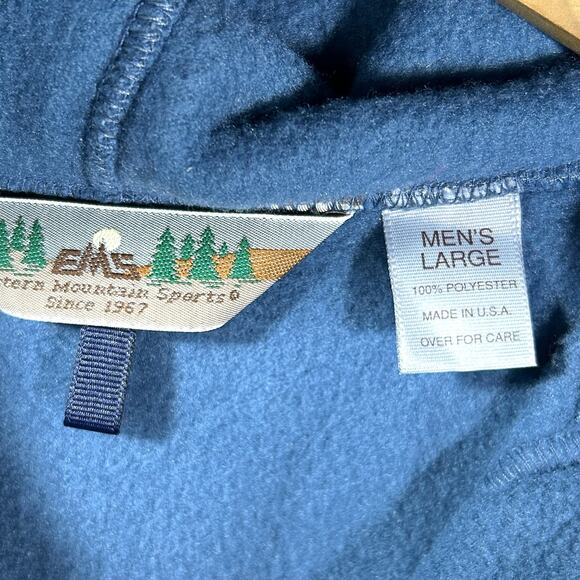 EMS
stern Mountain Sports®
Since 1967
MEN'S
LARGE
100% POLYESTER
MADE IN U.S.A.
OVER FOR CARE